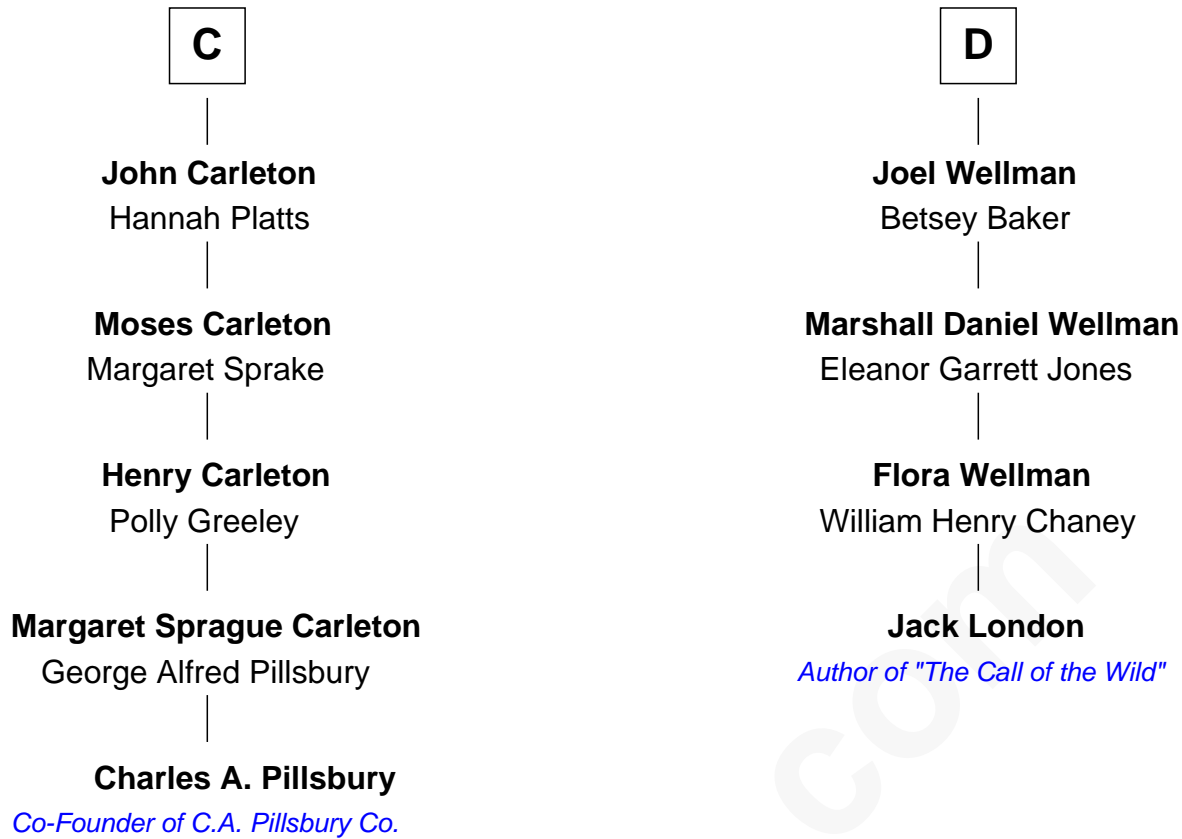 C
John Carleton
Hannah Platts
Moses Carleton
Margaret Sprake
Henry Carleton
Polly Greeley
Margaret Sprague Carleton
George Alfred Pillsbury
Charles A. Pillsbury
Co-Founder of C.A. Pillsbury Co.
D
Joel Wellman
Betsey Baker
Marshall Daniel Wellman
Eleanor Garrett Jones
Flora Wellman
William Henry Chaney
Jack London
Author of "The Call of the Wild"
com